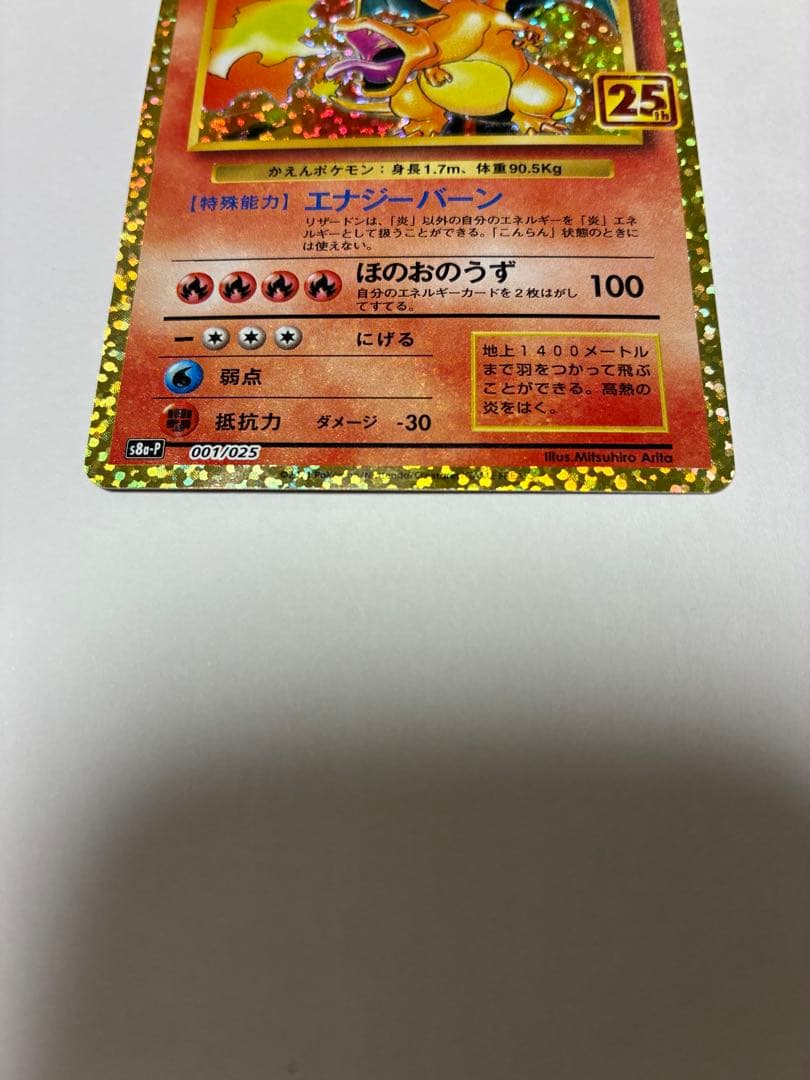 25th
かえんポケモン：身長1.7m、体重90.5Kg
【特殊能力】エナジーバーン
リザードンは、「炎」以外の自分のエネルギーを「炎」エネ
ルギーとして扱うことができる。「こんらん」状態のときに
は使えない。
ほのおのうず 100
自分のエネルギーカードを2枚はがし
てすてる。
にげる
弱点
抵抗力 ダメージ -30
地上1400メートル
まで羽をつかって飛ぶ
ことができる。高熱の
炎をはく。
s8a-P 001/025
Illus.Mitsuhiro Arita